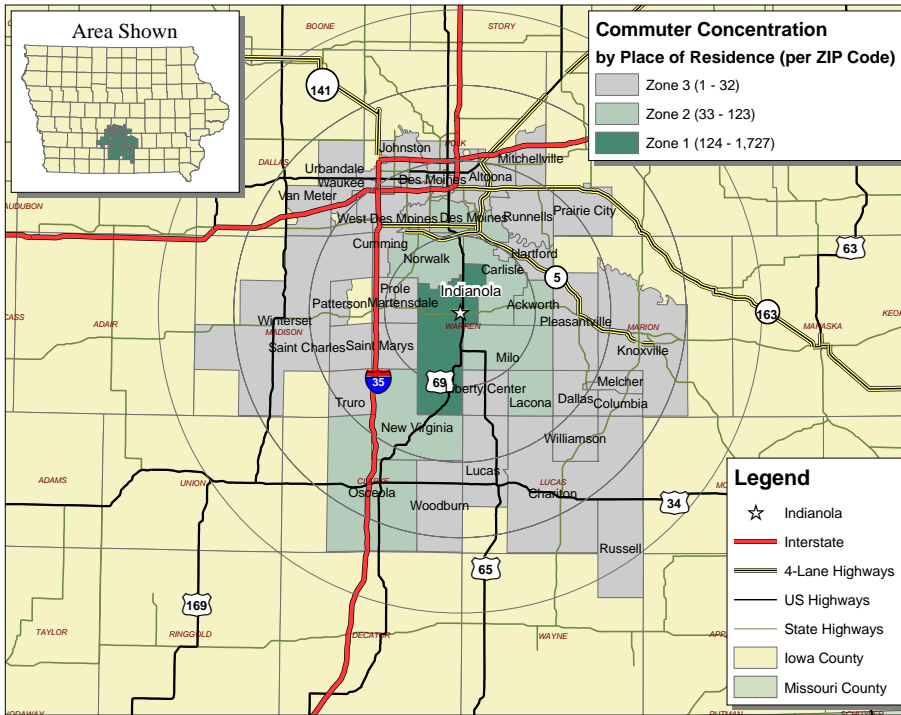 Area Shown
BOONE
STORY
Commuter Concentration
by Place of Residence (per ZIP Code)
Zone 3 (1 - 32)
Zone 2 (33 - 123)
Zone 1 (124 - 1,727)
141
Johnston
POLK
Mitchellville
DALLAS
Urbandale
Waukee
Des Moines
Altoona
Van Meter
AUDUBON
West Des Moines
Des Moines
Runnells
Prairie City
Cumming
Hartford
63
Norwalk
Carlisle
5
Prole
Indianola
Patterson
Martensdale
Ackworth
163
CASS
ADAIR
Winterset
MADISON
WARREN
Pleasantville
MARION
MAHASKA
KEOK
Saint Charles
Saint Marys
Milo
Knoxville
35
69
Liberty Center
Melcher
Truro
Lacona
Dallas
Columbia
New Virginia
Williamson
Lucas
ADAMS
UNION
CLARKE
LUCAS
Osceola
Chariton
Woodburn
34
Russell
65
169
TAYLOR
RINGGOLD
DECATUR
WAYNE
Legend
Indianola
Interstate
4-Lane Highways
US Highways
State Highways
Iowa County
Missouri County